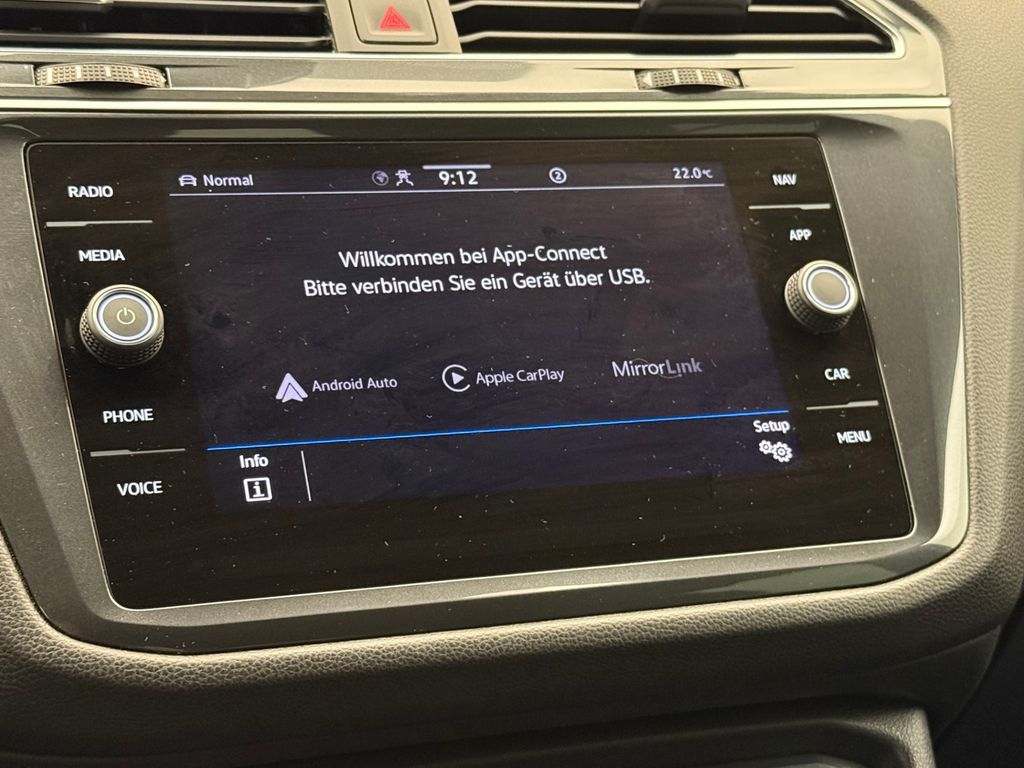 Normal
9:12
2
22.0°C
RADIO
MEDIA
PHONE
VOICE
Willkommen bei App-Connect
Bitte verbinden Sie ein Gerät über USB.
Android Auto
Apple CarPlay
MirrorLink
Info
i
Setup
NAV
APP
CAR
MENU